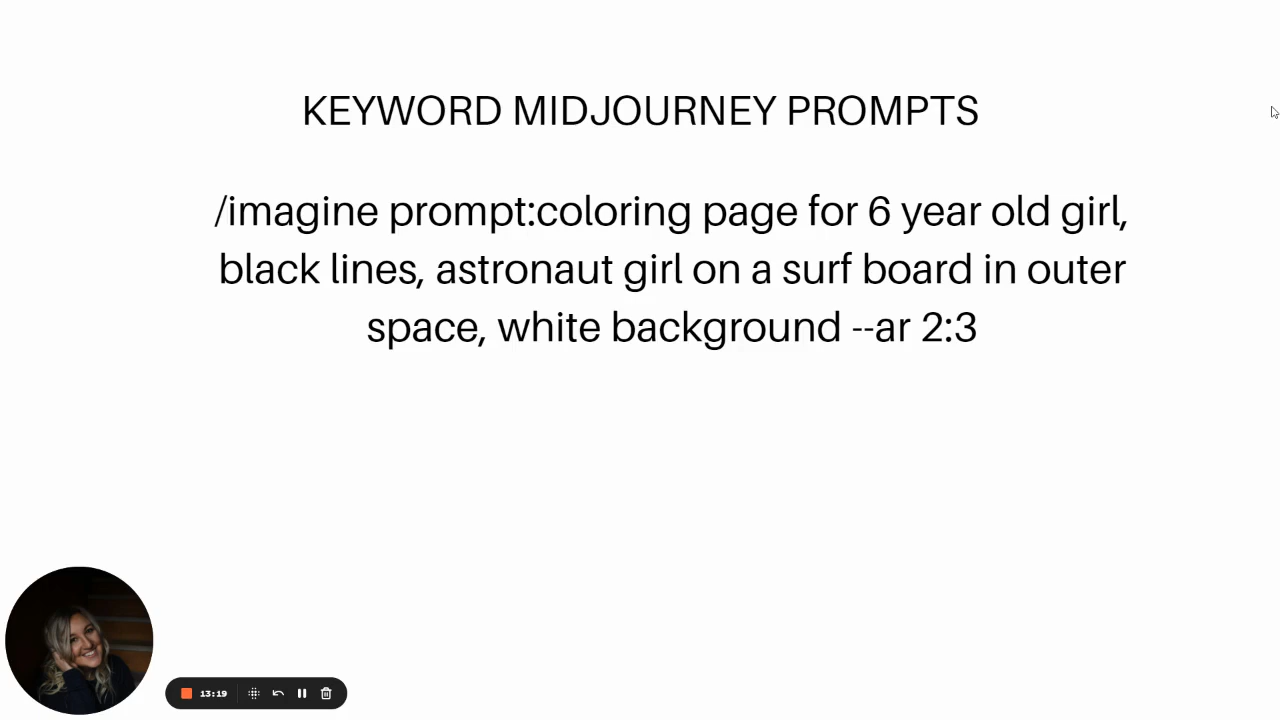 KEYWORD MIDJOURNEY PROMPTS
/imagine prompt:coloring page for 6 year old girl,
black lines, astronaut girl on a surf board in outer
space, white background --ar 2:3
13:19